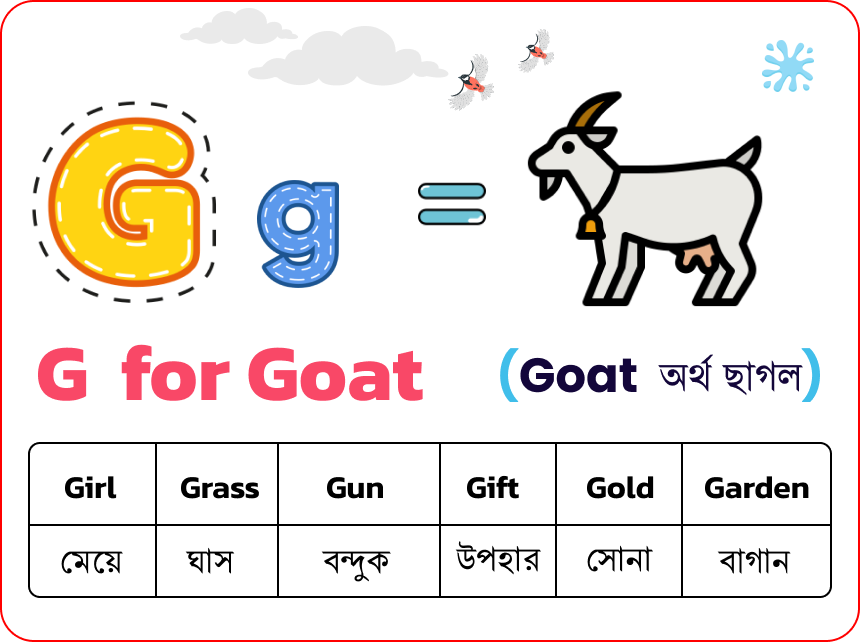 G g =
G for Goat
(Goat অর্থ ছাগল)
Girl Grass Gun Gift Gold Garden
মেয়ে ঘাস বন্দুক উপহার সোনা বাগান